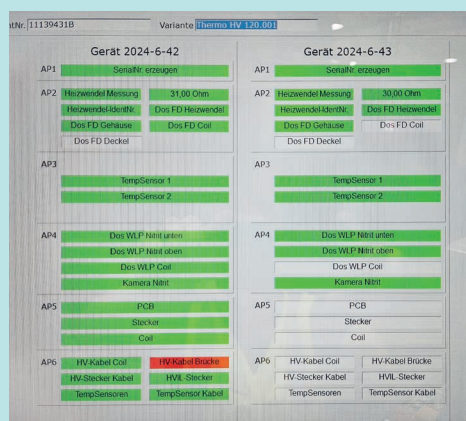 ntNr. 11139431B Variante Thermo HV 120.001
Gerät 2024-6-42
AP1 SerialNr. erzeugen
AP2 Heizwendel Messung 31,00 Ohm
Heizwendel-IdentNr. Dos FD Heizwendel
Dos FD Gehäuse Dos FD Coil
Dos FD Deckel
AP3
TempSensor 1
TempSensor 2
AP4 Dos WLP Nitrit unten
Dos WLP Nitrit oben
Dos WLP Coil
Kamera Nitrit
AP5 PCB
Stecker
Coil
AP6 HV-Kabel Coil HV-Kabel Brücke
HV-Stecker Kabel HVIL-Stecker
TempSensoren TempSensor Kabel
Gerät 2024-6-43
AP1 SerialNr. erzeugen
AP2 Heizwendel Messung 30,00 Ohm
Heizwendel-IdentNr. Dos FD Heizwendel
Dos FD Gehäuse Dos FD Coil
Dos FD Deckel
AP3
TempSensor 1
TempSensor 2
AP4 Dos WLP Nitrit unten
Dos WLP Nitrit oben
Dos WLP Coil
Kamera Nitrit
AP5 PCB
Stecker
Coil
AP6 HV-Kabel Coil HV-Kabel Brücke
HV-Stecker Kabel HVIL-Stecker
TempSensoren TempSensor Kabel